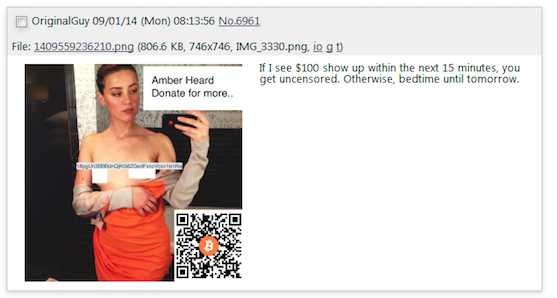 OriginalGuy 09/01/14 (Mon) 08:13:56 No.6961
File: 1409559236210.png (806.6 KB, 746x746, IMG_3330.png, io g t)
Amber Heard
Donate for more..
If I see $100 show up within the next 15 minutes, you
get uncensored. Otherwise, bedtime until tomorrow.